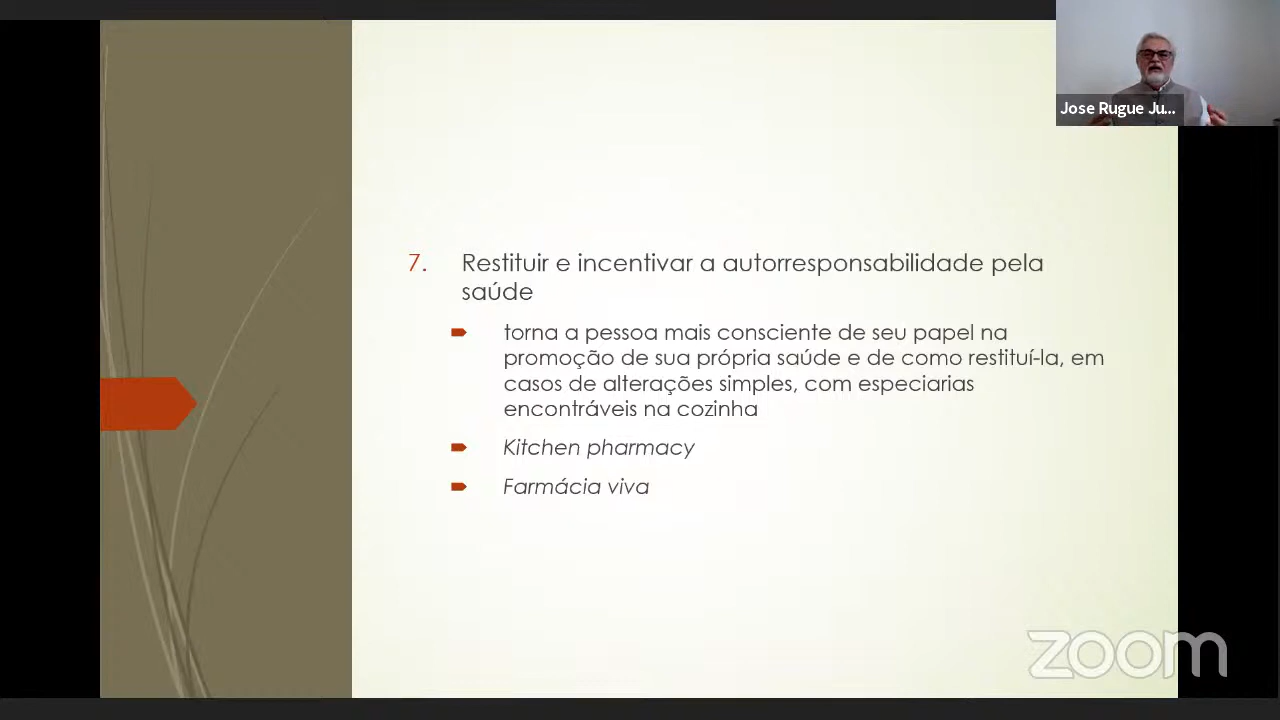 Jose Rugue Ju...
7. Restituir e incentivar a autorresponsabilidade pela
saúde
torna a pessoa mais consciente de seu papel na
promoção de sua própria saúde e de como restituí-la, em
casos de alterações simples, com especiarias
encontráveis na cozinha
Kitchen pharmacy
Farmácia viva
zoom